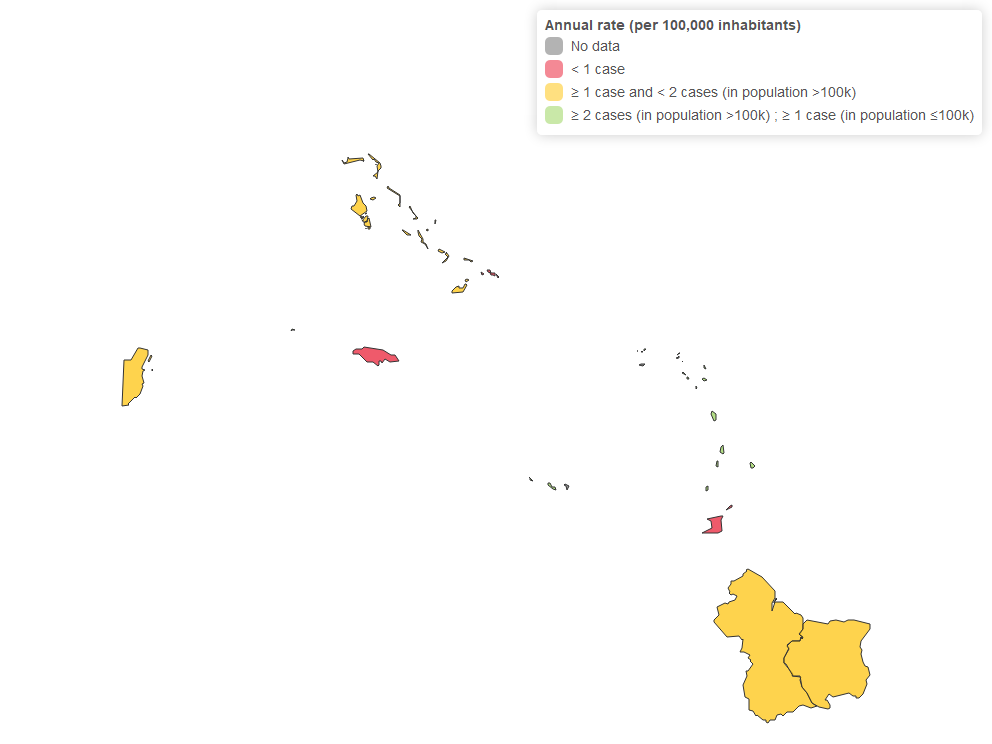 Annual rate (per 100,000 inhabitants)
No data
< 1 case
≥ 1 case and < 2 cases (in population >100k)
≥ 2 cases (in population >100k) ; ≥ 1 case (in population ≤100k)